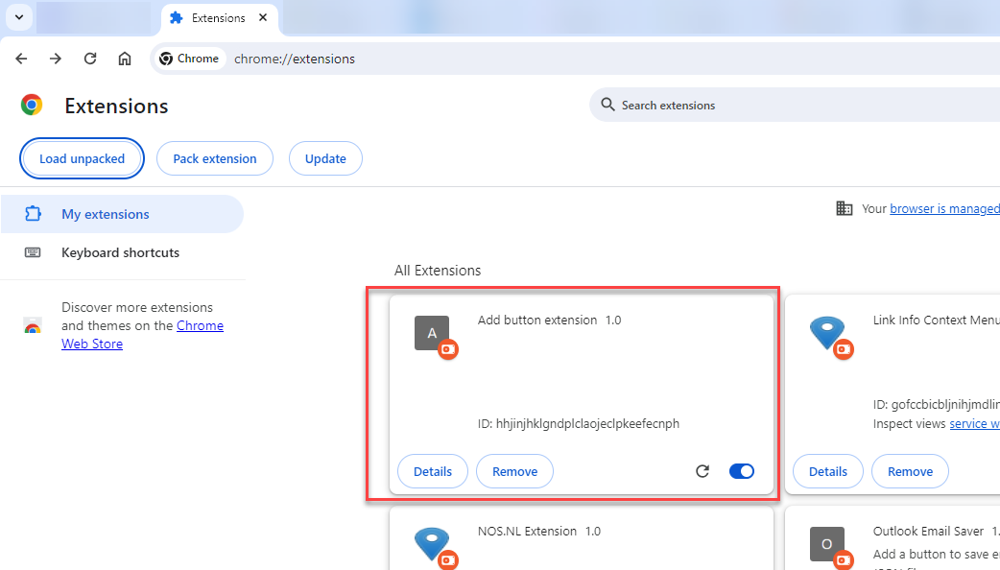 Extensions
Chrome
chrome://extensions
Extensions
Search extensions
Load unpacked
Pack extension
Update
My extensions
Your browser is managed
Keyboard shortcuts
All Extensions
Discover more extensions
and themes on the Chrome
Web Store
A
Add button extension 1.0
ID: hhjinjhklgndplclaojeclpkeefecnph
Details
Remove
Link Info Context Menu
ID: gofccbicbljnihjmdlin
Inspect views service w
Details
Remove
NOS.NL Extension 1.0
O
Outlook Email Saver 1.
Add a button to save e